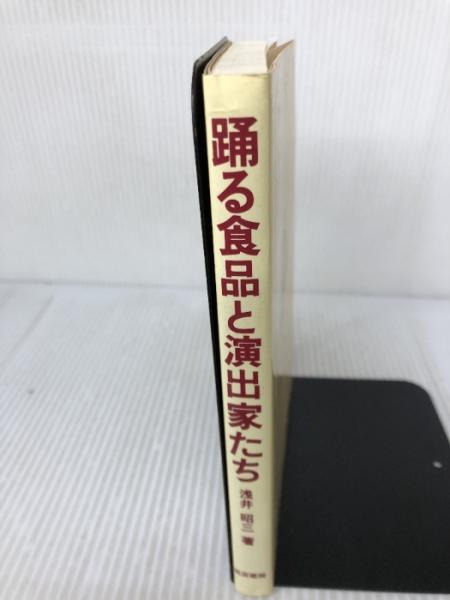 踊る食品と演出家たち
浅井昭三 著